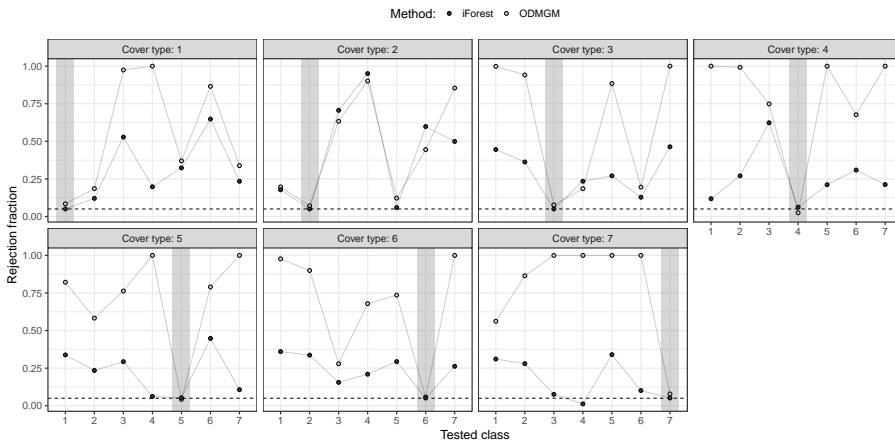 Method: iForest ODMGM
Cover type: 1 Cover type: 2 Cover type: 3 Cover type: 4
1.00
0.75
0.50
0.25
0.00
1 2 3 4 5 6 7
Cover type: 5 Cover type: 6 Cover type: 7
1.00
0.75
0.50
0.25
0.00
1 2 3 4 5 6 7 1 2 3 4 5 6 7 1 2 3 4 5 6 7
Rejection fraction
Tested class